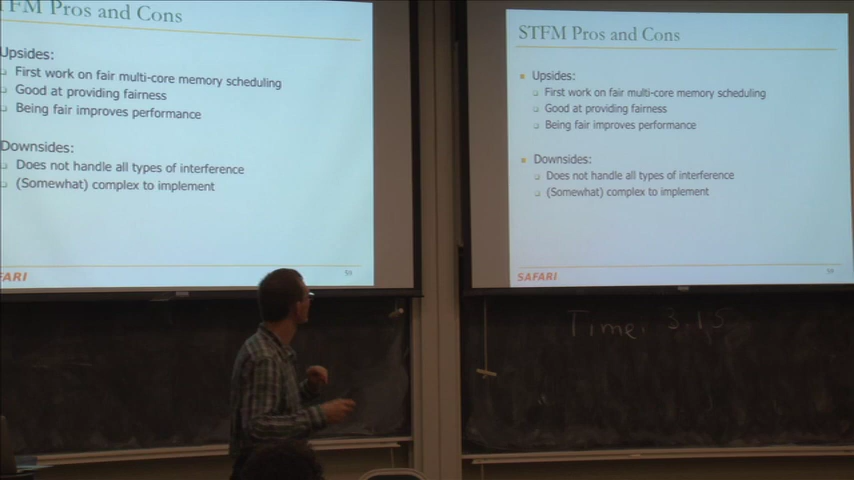 TFM Pros and Cons
Upsides:
First work on fair multi-core memory scheduling
Good at providing fairness
Being fair improves performance
Downsides:
Does not handle all types of interference
(Somewhat) complex to implement
FARI
59
STFM Pros and Cons
Upsides:
First work on fair multi-core memory scheduling
Good at providing fairness
Being fair improves performance
Downsides:
Does not handle all types of interference
(Somewhat) complex to implement
SAFARI
59
Time: 3:15